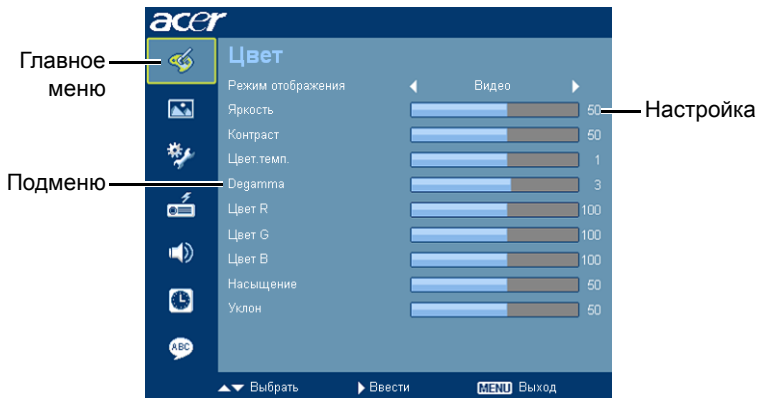 acer
Главное меню
Цвет
Режим отображения Видео
Яркость 50
Настройка
Контраст 50
Цвет.темп. 1
Подменю
Degamma 3
Цвет R 100
Цвет G 100
Цвет B 100
Насыщение 50
Уклон 50
ABC
Выбрать Ввести MENU Выход